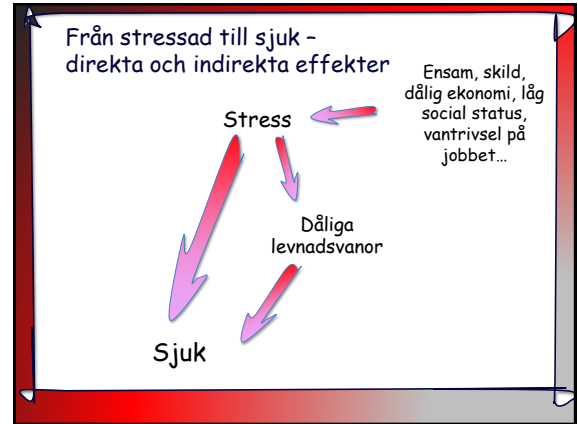 Från stressad till sjuk –
direkta och indirekta effekter
Ensam, skild,
dålig ekonomi, låg
social status,
vantrivsel på
jobbet…
Stress
Dåliga
levnadsvanor
Sjuk